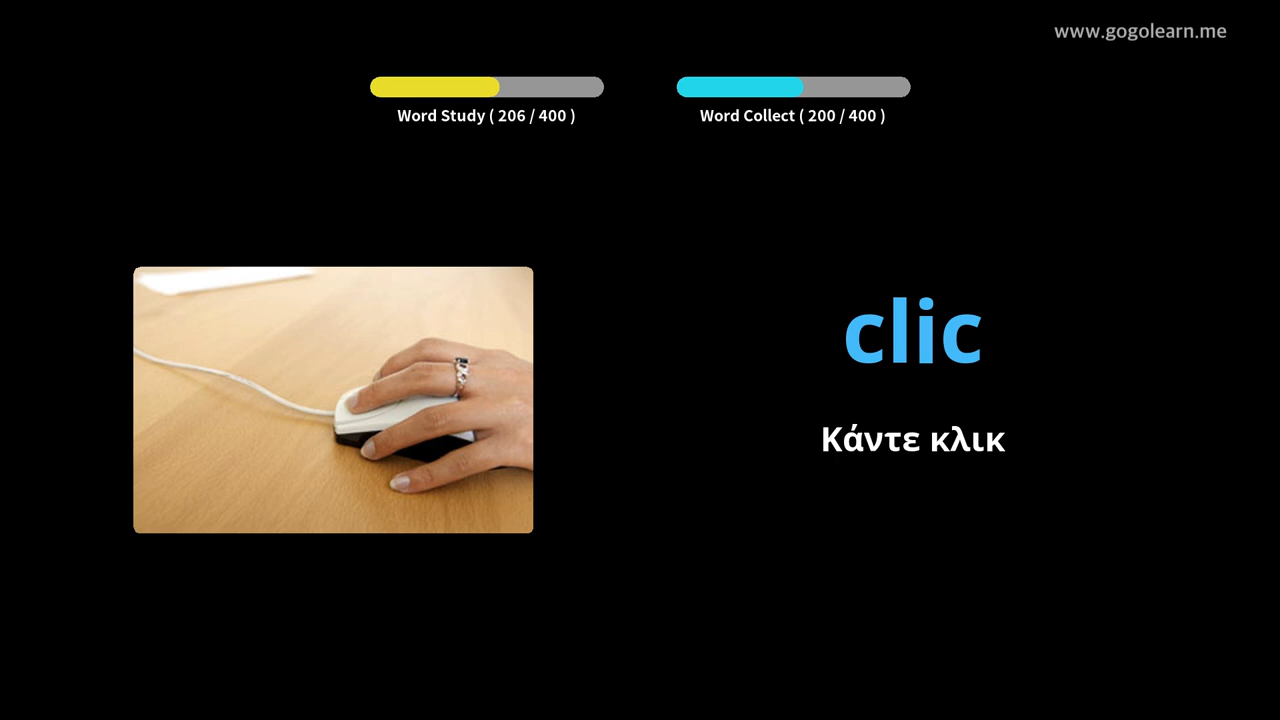 www.gogolearn.me
Word Study ( 206 / 400 )
Word Collect ( 200 / 400 )
clic
Κάντε κλικ